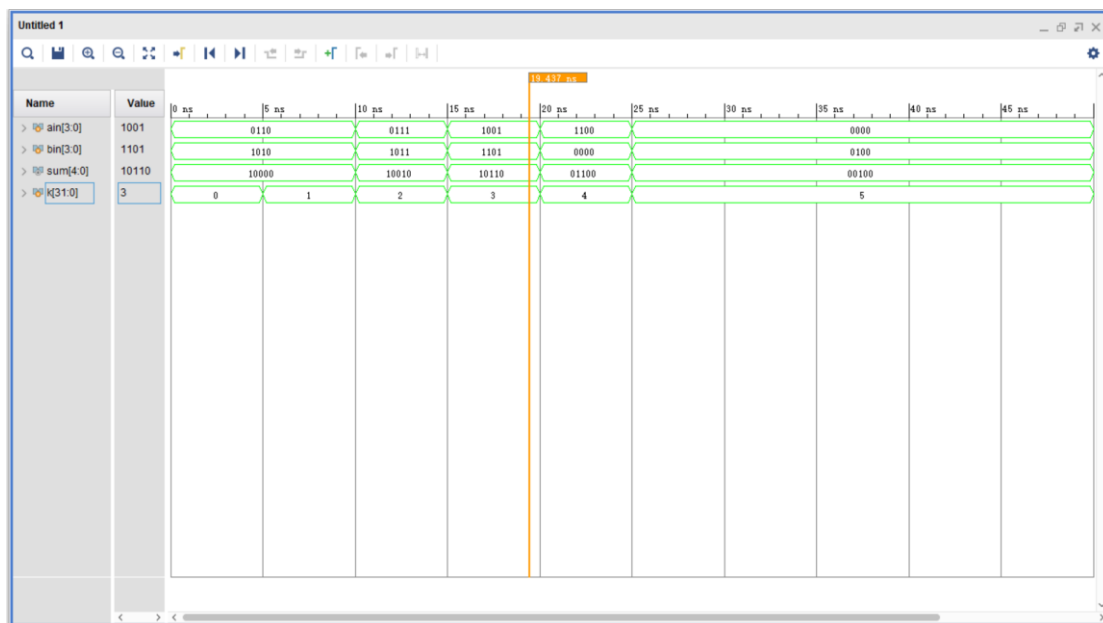 Untitled 1
19.437 ns
Name Value 0 ns 5 ns 10 ns 15 ns 20 ns 25 ns 30 ns 35 ns 40 ns 45 ns
ain[3:0] 1001 0110 0111 1001 1100 0000
bin[3:0] 1101 1010 1011 1101 0000 0100
sum[4:0] 10110 10000 10010 10110 01100 00100
k[31:0] 3 0 1 2 3 4 5